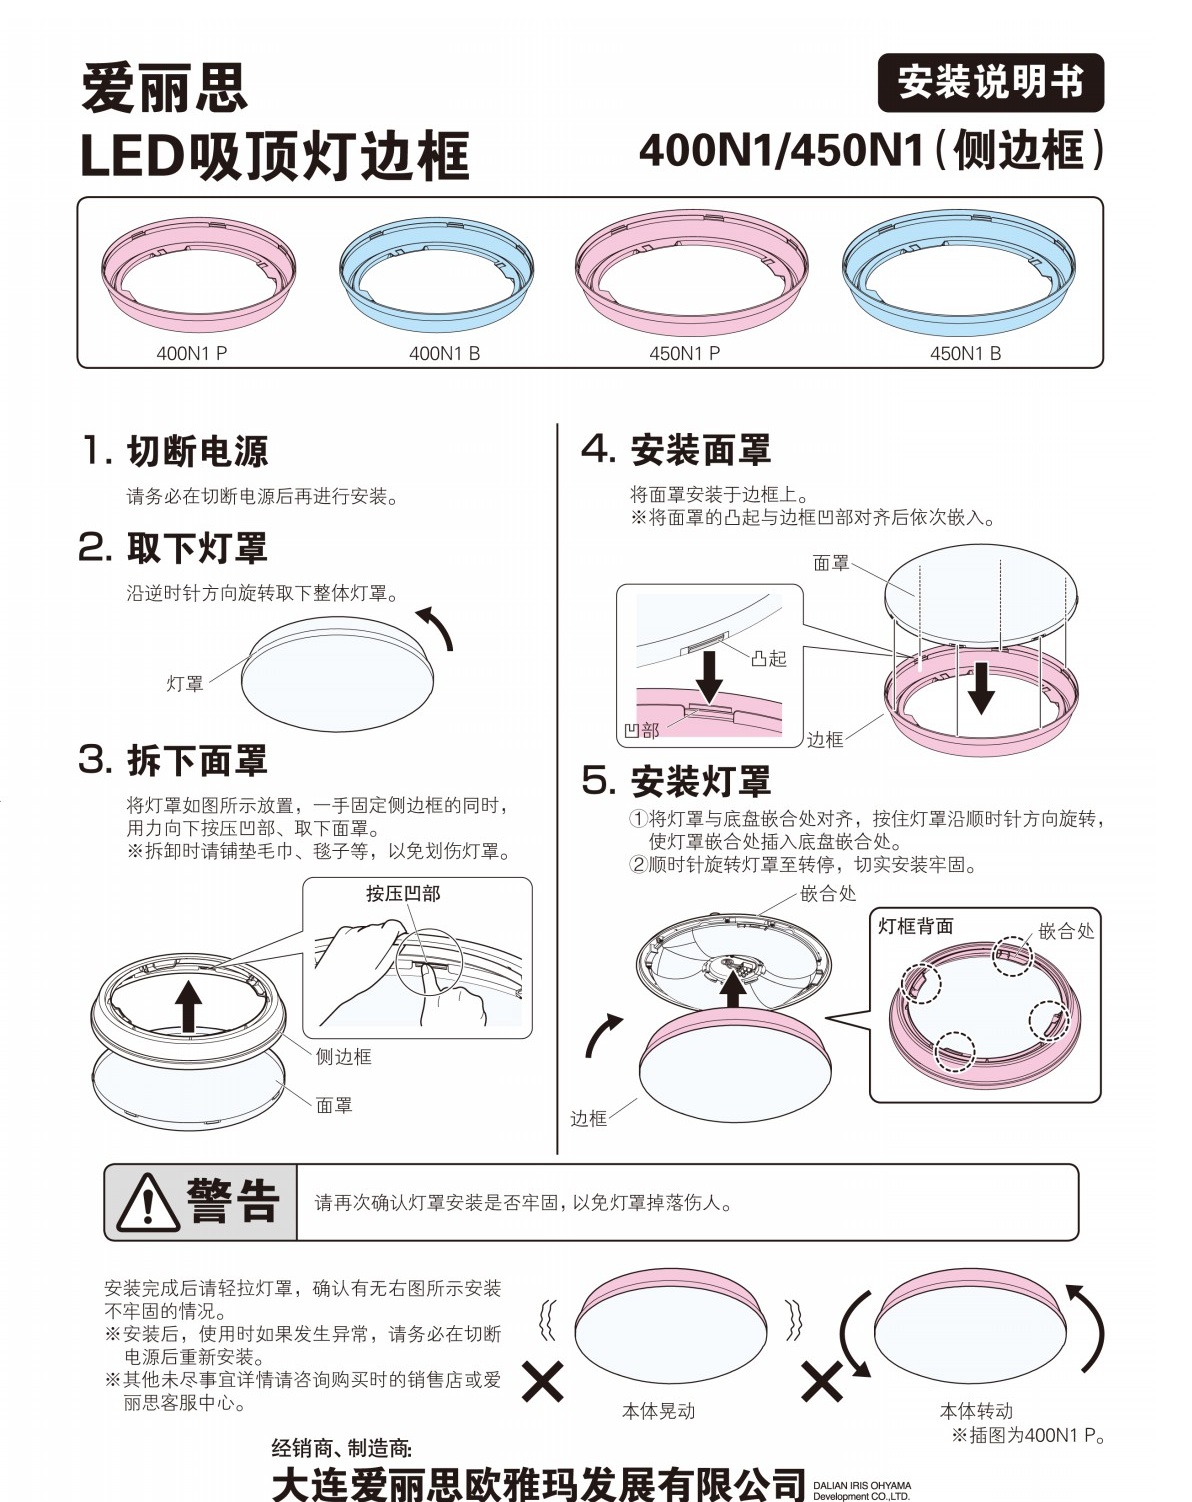 爱丽思
LED吸顶灯边框
安装说明书
400N1/450N1(侧边框)
400N1 P
400N1 B
450N1 P
450N1 B
1. 切断电源
请务必在切断电源后再进行安装。
2. 取下灯罩
沿逆时针方向旋转取下整体灯罩。
灯罩
3. 拆下面罩
将灯罩如图所示放置，一手固定侧边框的同时，
用力向下按压凹部、取下面罩。
※拆卸时请铺垫毛巾、毯子等，以免划伤灯罩。
按压凹部
侧边框
面罩
4. 安装面罩
将面罩安装于边框上。
※将面罩的凸起与边框凹部对齐后依次嵌入。
面罩
凸起
凹部
边框
5. 安装灯罩
①将灯罩与底盘嵌合处对齐，按住灯罩沿顺时针方向旋转，
使灯罩嵌合处插入底盘嵌合处。
②顺时针旋转灯罩至转停，切实安装牢固。
嵌合处
灯框背面
嵌合处
边框
警告
请再次确认灯罩安装是否牢固，以免灯罩掉落伤人。
安装完成后请轻拉灯罩，确认有无右图所示安装
不牢固的情况。
※安装后，使用时如果发生异常，请务必在切断
电源后重新安装。
※其他未尽事宜详情请咨询购买时的销售店或爱
丽思客服中心。
本体晃动
本体转动
※插图为400N1 P。
经销商、制造商:
大连爱丽思欧雅玛发展有限公司
DALIAN IRIS OHYAMA
Development CO.,LTD.